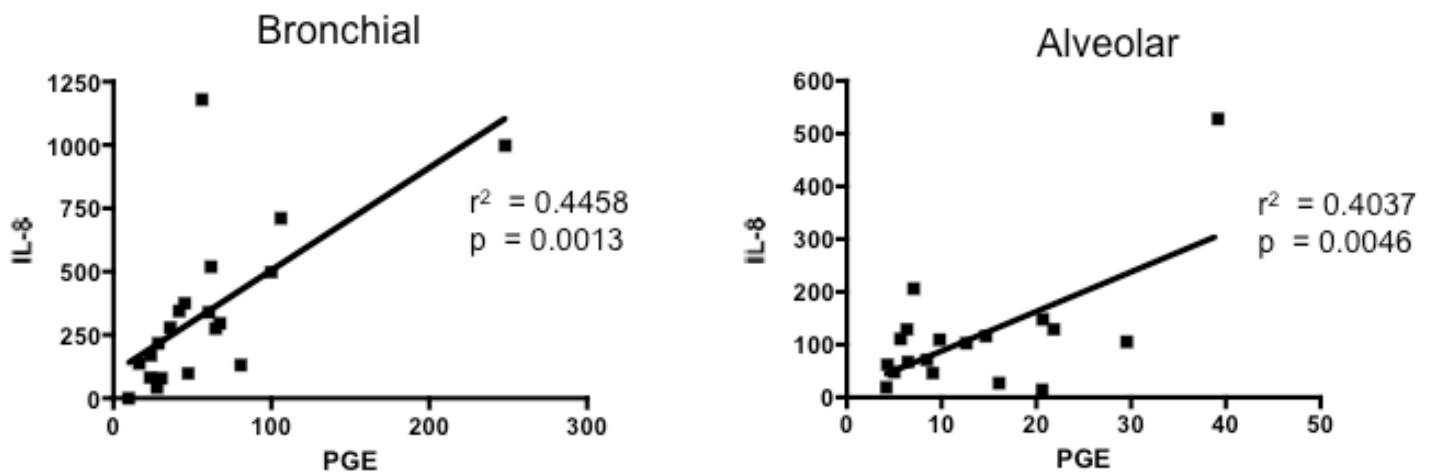 Bronchial
1250
1000
750
500
250
0
IL-8
0 100 200 300
PGE
r² = 0.4458
p = 0.0013
Alveolar
600
500
400
300
200
100
0
IL-8
0 10 20 30 40 50
PGE
r² = 0.4037
p = 0.0046